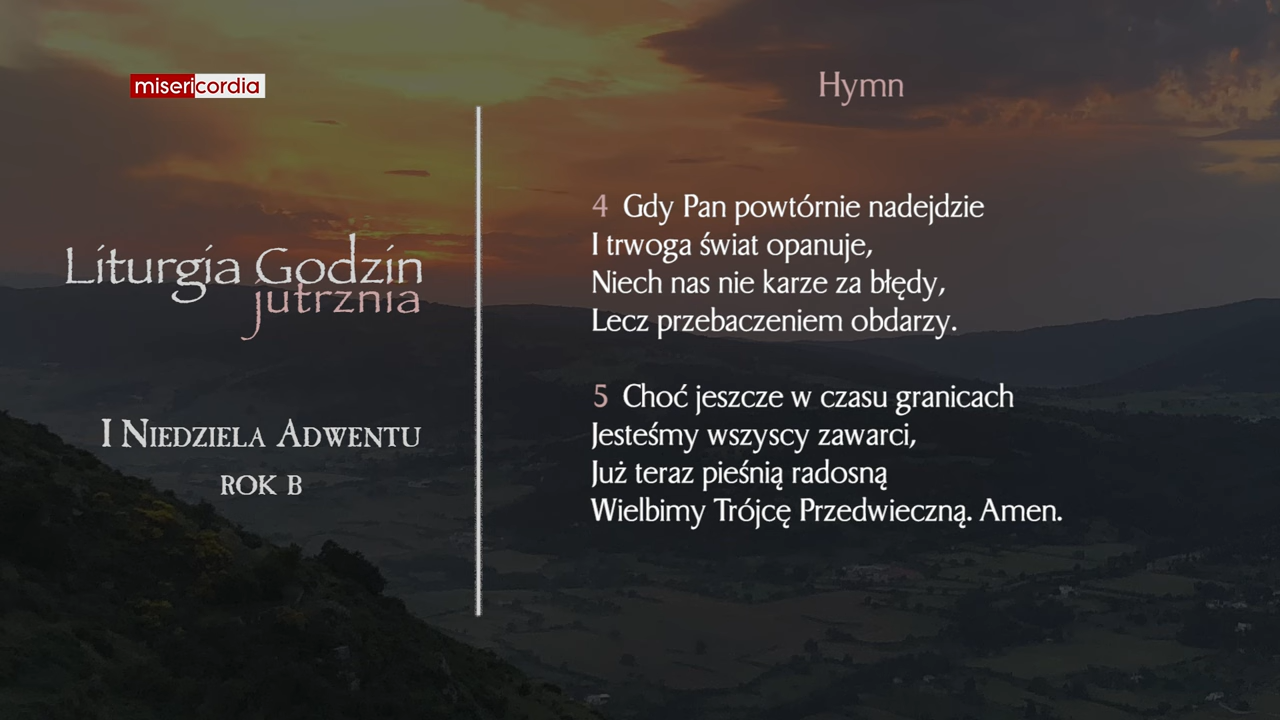 misericordia
Liturgia Godzin
jutrznia
I Niedziela Adwentu
ROK B
Hymn
4 Gdy Pan powtórnie nadejdzie
I trwoga świat opanuje,
Niech nas nie karze za błędy,
Lecz przebaczeniem obdarzy.
5 Choć jeszcze w czasu granicach
Jesteśmy wszyscy zawarci,
Już teraz pieśnią radosną
Wielbimy Trójcę Przedwieczną. Amen.